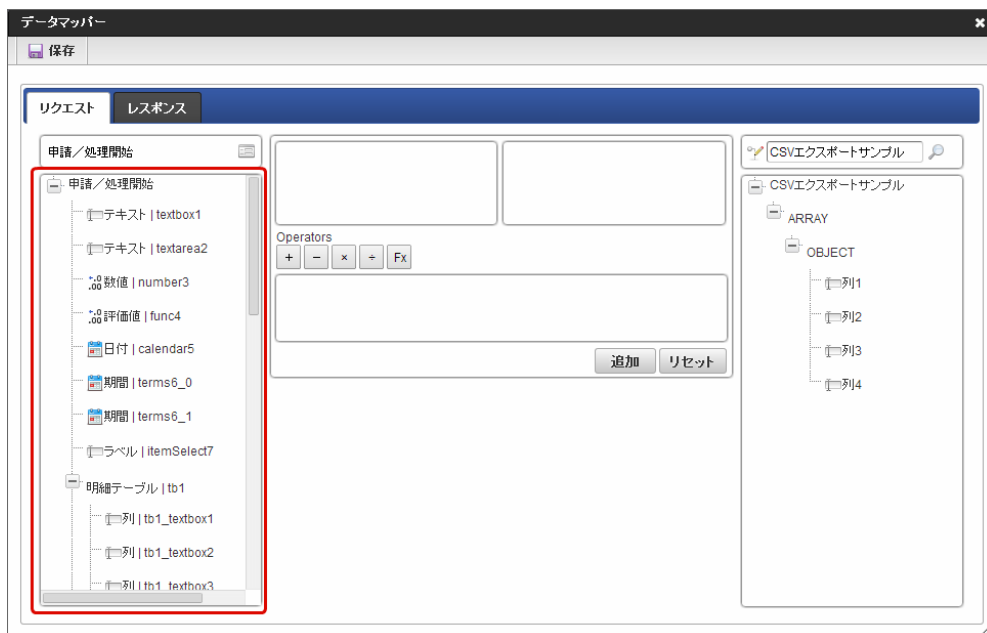 データマッパー
保存
リクエスト
レスポンス
申請／処理開始
申請／処理開始
テキスト | textbox1
テキスト | textarea2
数値 | number3
評価値 | func4
日付 | calendar5
期間 | terms6_0
期間 | terms6_1
ラベル | itemSelect7
明細テーブル | tb1
列 | tb1_textbox1
列 | tb1_textbox2
列 | tb1_textbox3
Operators
+ − × ÷ Fx
追加
リセット
CSVエクスポートサンプル
CSVエクスポートサンプル
ARRAY
OBJECT
列1
列2
列3
列4